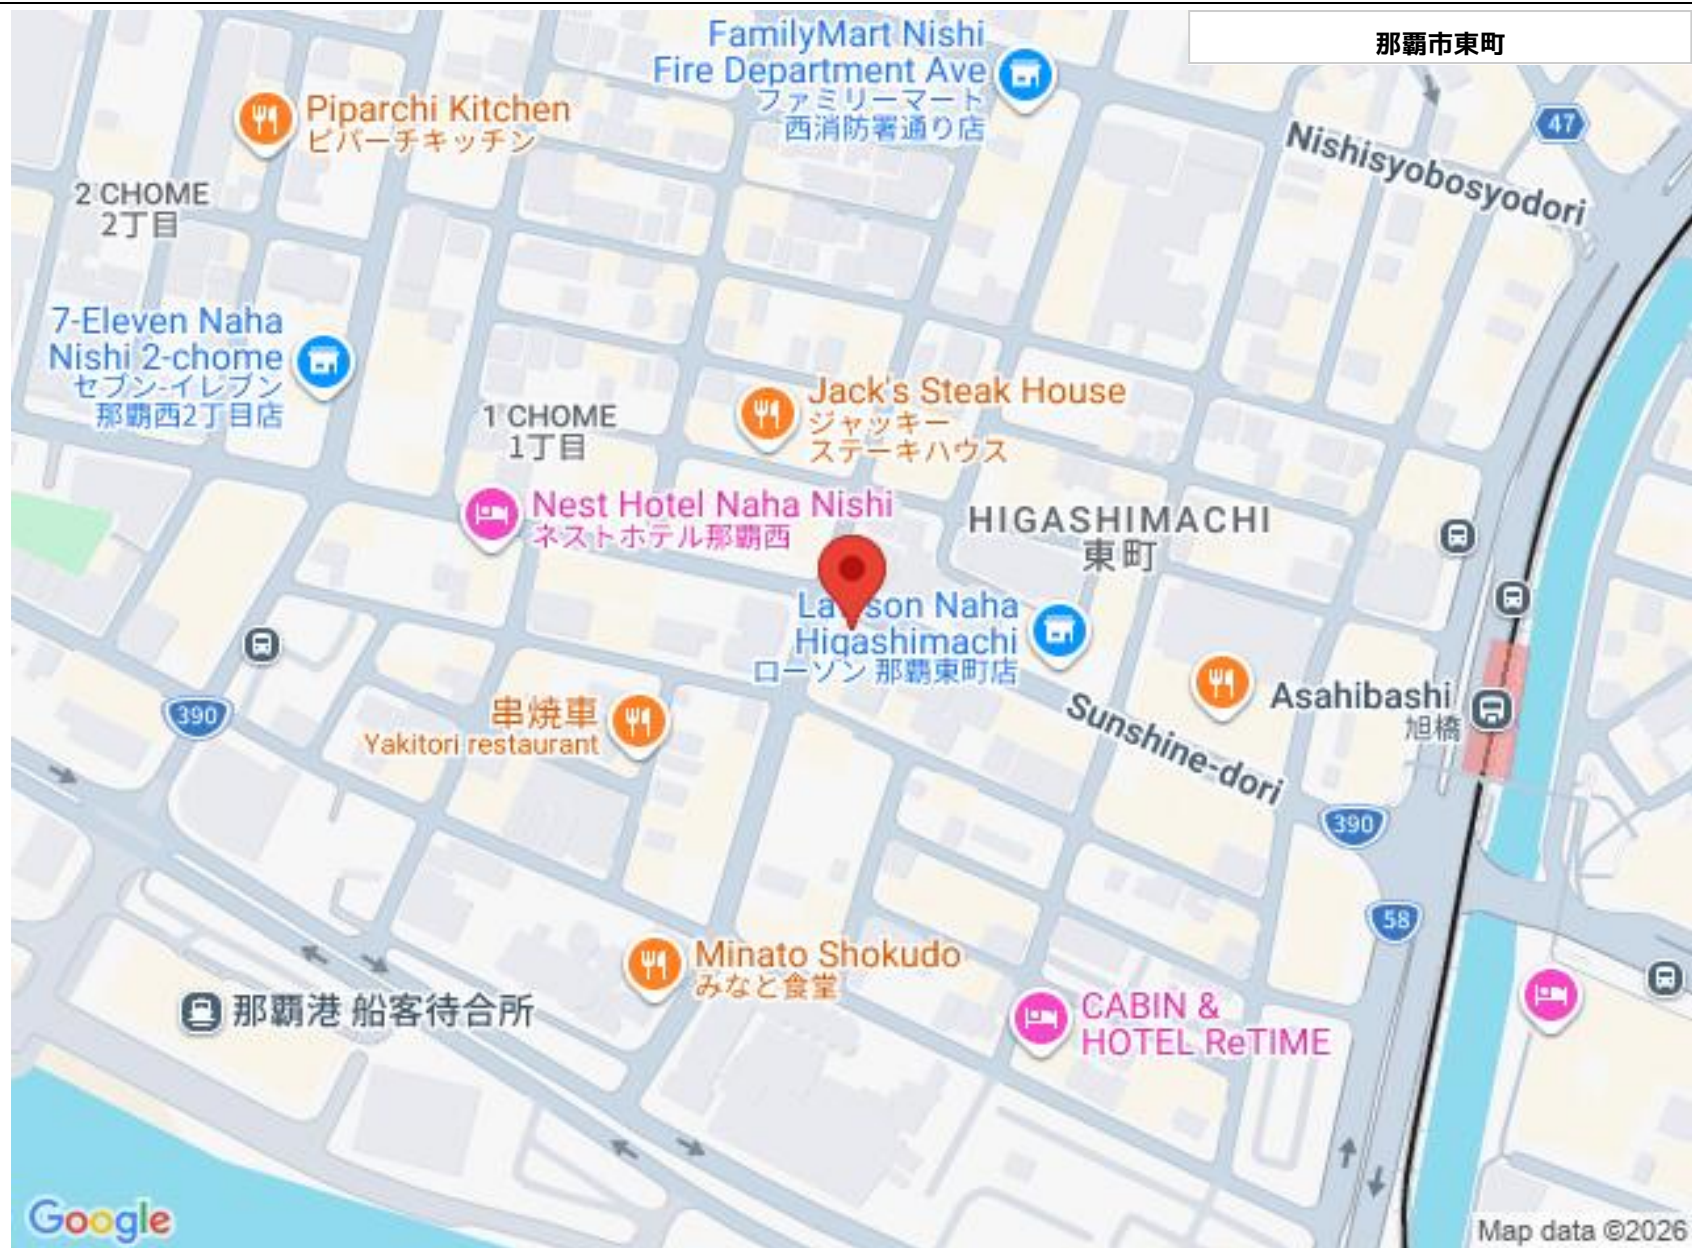 那覇市東町
FamilyMart Nishi
Fire Department Ave
ファミリーマート
西消防署通り店
47
Nishisyobosyodori
Piparchi Kitchen
ピパーチキッチン
2 CHOME
2丁目
7-Eleven Naha
Nishi 2-chome
セブン-イレブン
那覇西2丁目店
1 CHOME
1丁目
Jack's Steak House
ジャッキー
ステーキハウス
Nest Hotel Naha Nishi
ネストホテル那覇西
HIGASHIMACHI
東町
Lawson Naha
Higashimachi
ローソン 那覇東町店
Sunshine-dori
Asahibashi
旭橋
390
串焼車
Yakitori restaurant
390
58
Minato Shokudo
みなと食堂
那覇港 船客待合所
CABIN &
HOTEL ReTIME
Google
Map data ©2026